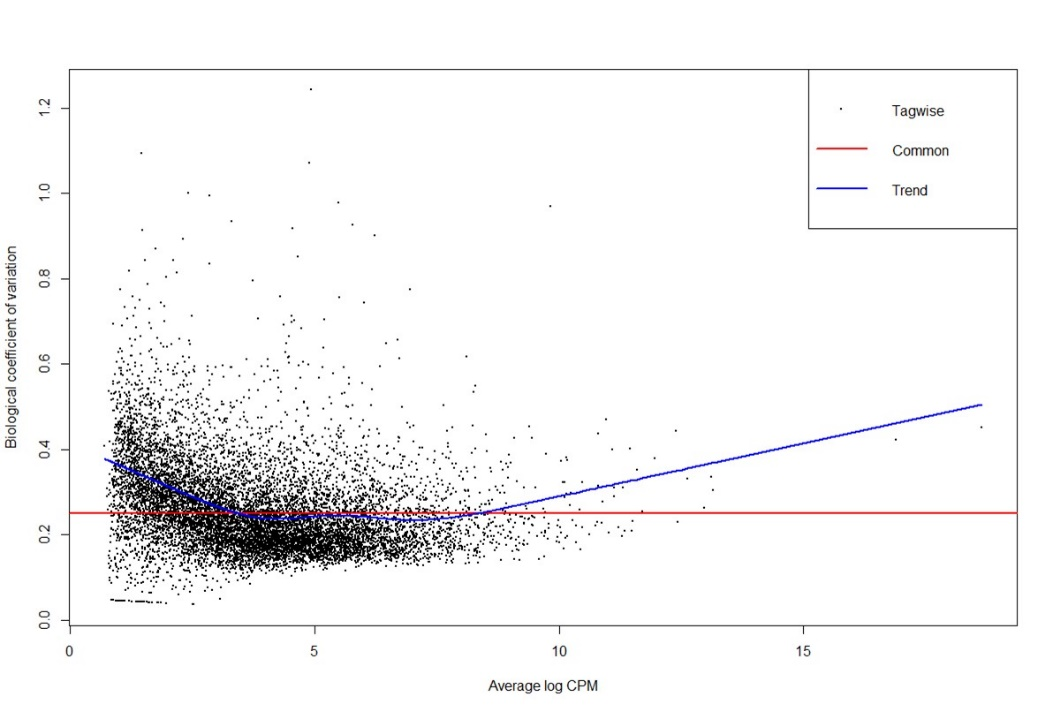 Tagwise
Common
Trend
Biological coefficient of variation
1.2
1.0
0.8
0.6
0.4
0.2
0.0
0
5
10
15
Average log CPM